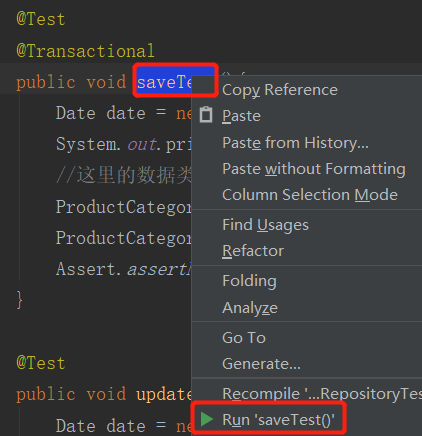 @Test
@Transactional
public void saveTe
Date date = ne
System.out.pri
//这里的数据类
ProductCategor
ProductCategor
Assert.assertN
}
@Test
public void update
Date date = ne
Copy Reference
Paste
Paste from History...
Paste without Formatting
Column Selection Mode
Find Usages
Refactor
Folding
Analyze
Go To
Generate...
Recompile '...RepositoryTes
Run 'saveTest()'